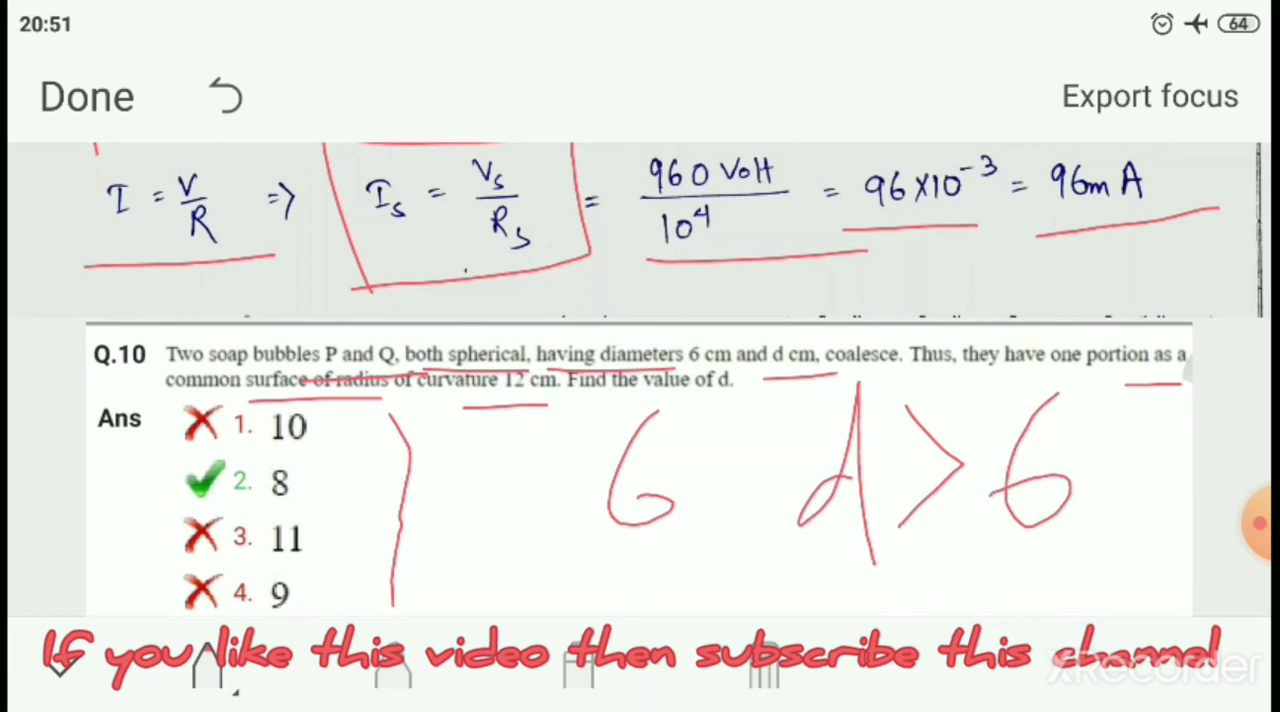 20:51
64
Done
Export focus
I = V/R => Is = Vs/Rs = 960 Volt/10⁴ = 96×10⁻³ = 96m A
Q.10 Two soap bubbles P and Q, both spherical, having diameters 6 cm and d cm, coalesce. Thus, they have one portion as a
common surface of radius of curvature 12 cm. Find the value of d.
Ans
1. 10
2. 8
3. 11
4. 9
6 d > 6
If you like this video then subscribe this channel
XRecorder